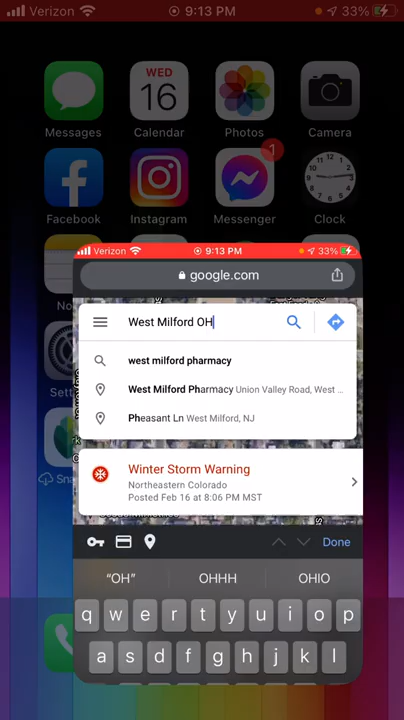 Verizon 9:13 PM 33%
WED
16
Messages Calendar Photos Camera
1
Facebook Instagram Messenger Clock
Verizon 9:13 PM 33%
google.com
West Milford OH
west milford pharmacy
West Milford Pharmacy Union Valley Road, West ...
Pheasant Ln West Milford, NJ
Winter Storm Warning
Northeastern Colorado
Posted Feb 16 at 8:06 PM MST
Done
"OH" OHHH OHIO
q w e r t y u i o p
a s d f g h j k l